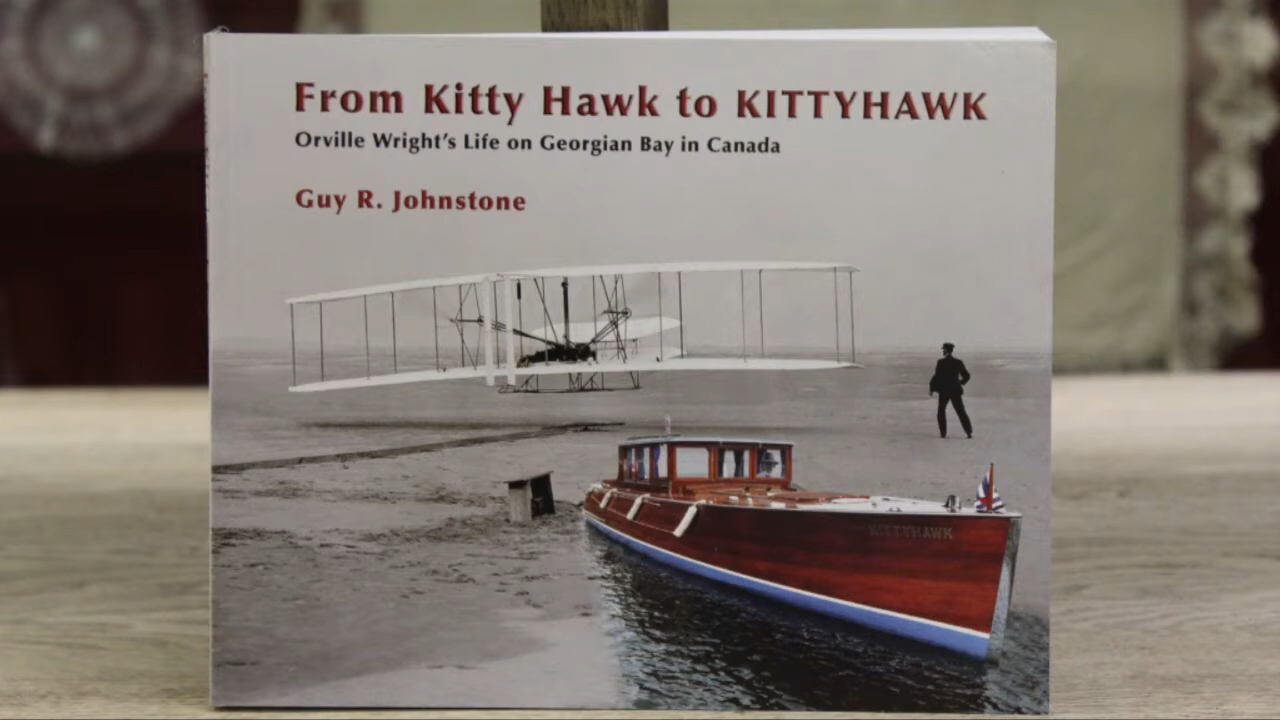 From Kitty Hawk to KITTYHAWK
Orville Wright's Life on Georgian Bay in Canada
Guy R. Johnstone
KITTYHAWK